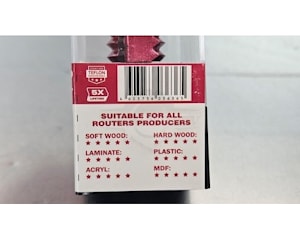 TEFLON
5X
SUITABLE FOR ALL
ROUTERS PRODUCERS
SOFT WOOD: HARD WOOD:
★ ★ ★ ★ ★ ★ ★ ★ ★ ★
LAMINATE: PLASTIC:
★ ★ ★ ★ ★ ★ ★ ★ ★ ★
ACRYL: MDF:
★ ★ ★ ★ ★ ★ ★ ★ ★ ★